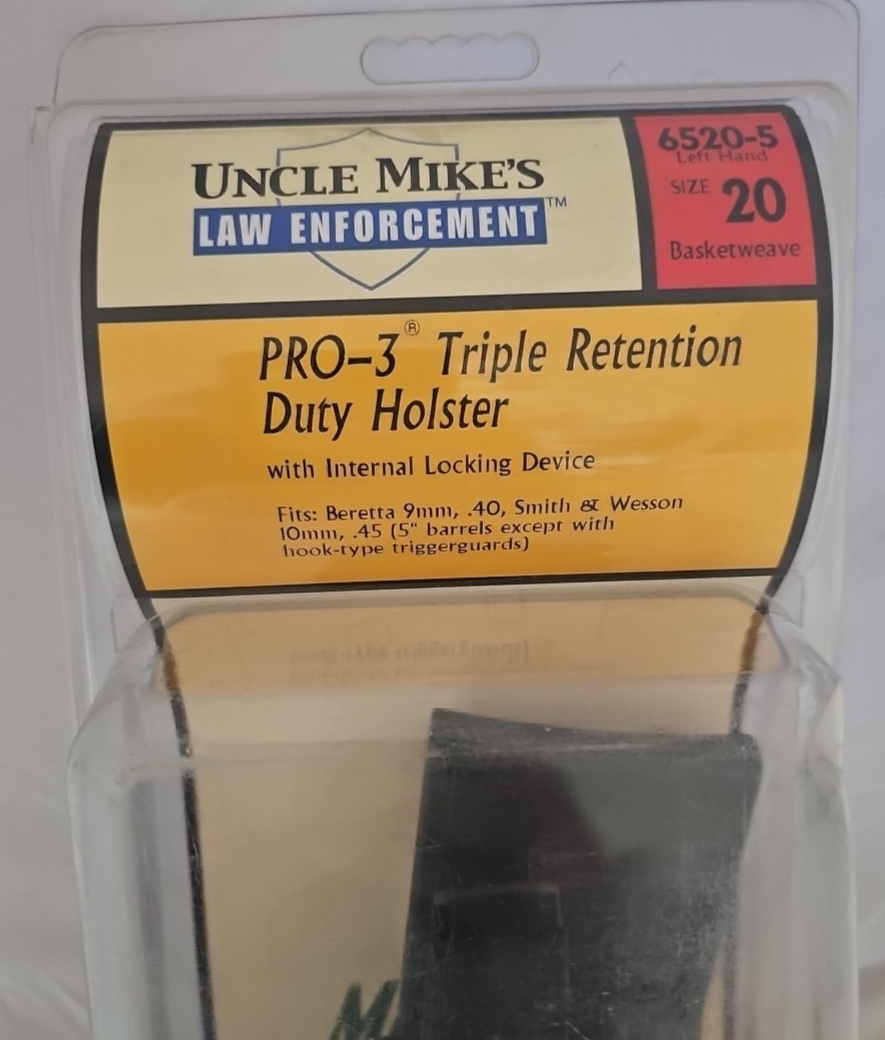 UNCLE MIKE'S
LAW ENFORCEMENT™
6520-5
Left Hand
SIZE 20
Basketweave
PRO-3® Triple Retention
Duty Holster
with Internal Locking Device
Fits: Beretta 9mm, .40, Smith & Wesson
10mm, .45 (5" barrels except with
hook-type triggerguards)